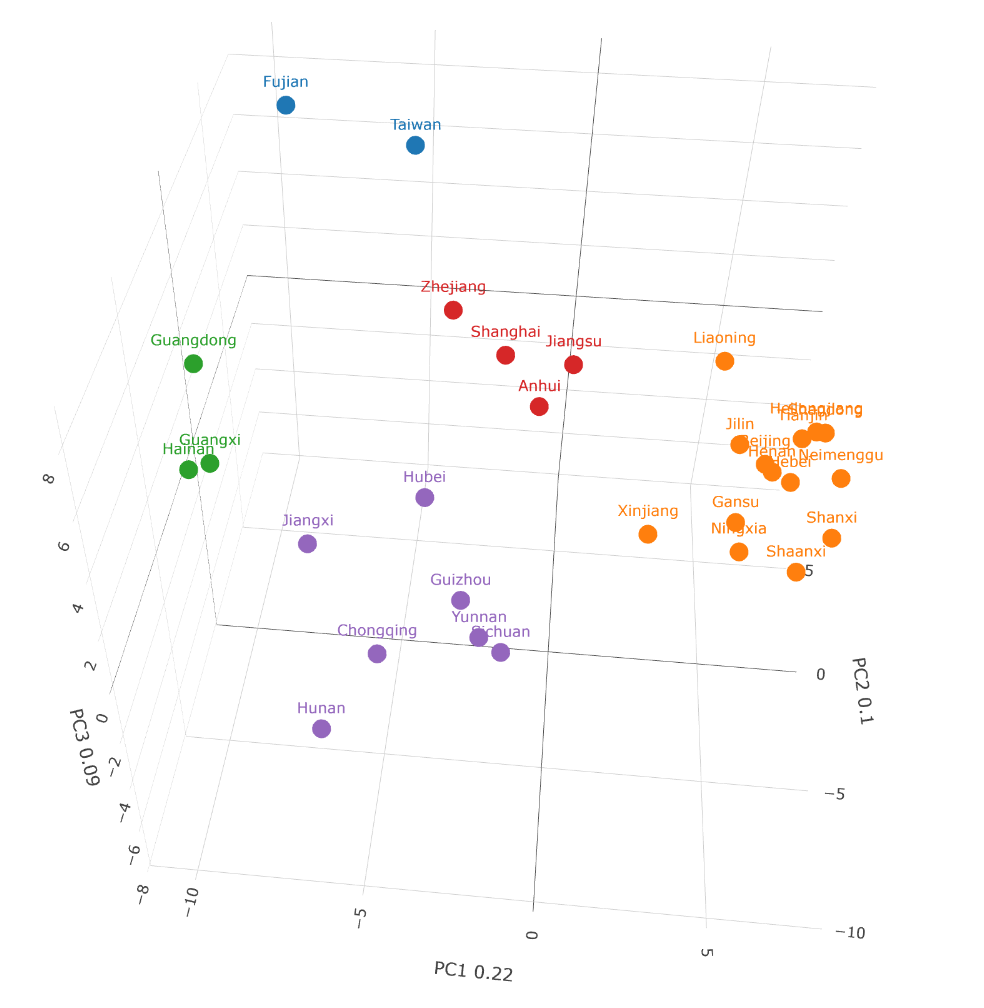 Fujian
Taiwan
Zhejiang
Shanghai
Jiangsu
Liaoning
Guangdong
Anhui
Shandong
Tianjin
Jilin
Guangxi
Beijing
Hainan
Henan
Hebei
Neimenggu
Hubei
Gansu
Xinjiang
Shanxi
Jiangxi
Ningxia
Shaanxi
Guizhou
Yunnan
Chongqing
Sichuan
Hunan
8
6
4
2
0
−2
−4
−6
−8
PC3 0.09
−10
−5
0
5
PC1 0.22
5
0
−5
−10
PC2 0.1